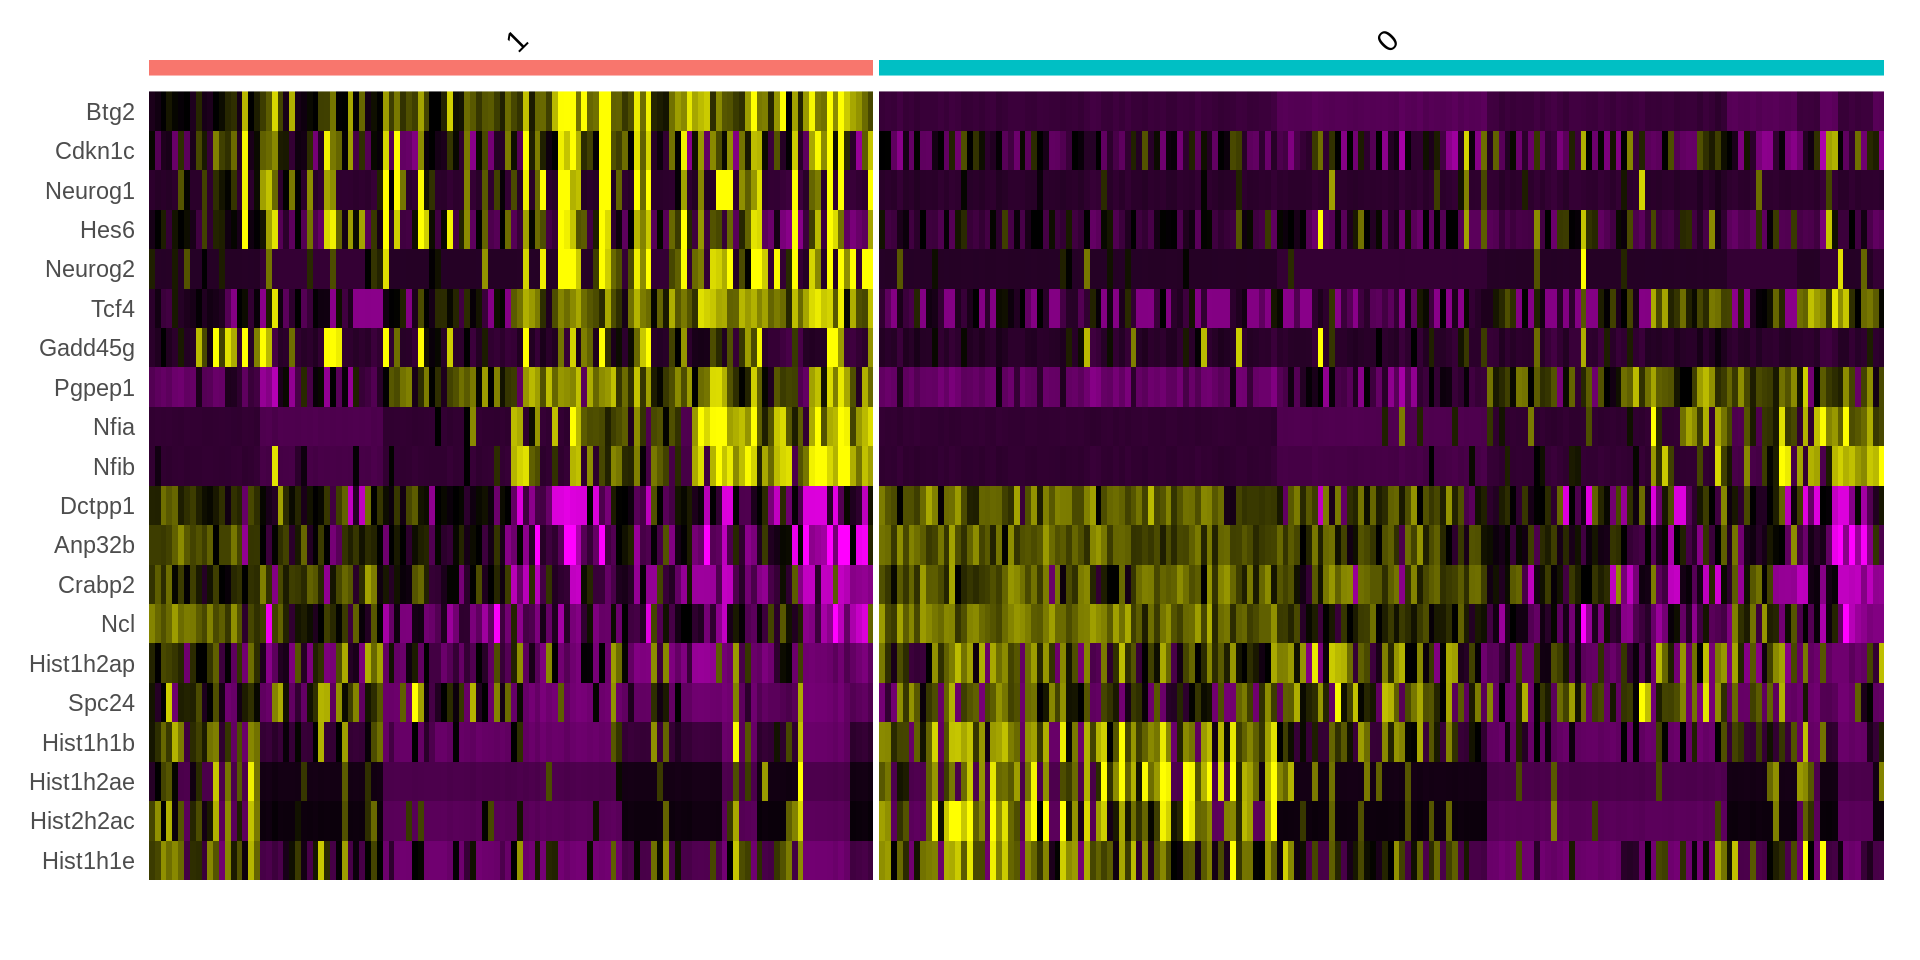 1
0
Btg2
Cdkn1c
Neurog1
Hes6
Neurog2
Tcf4
Gadd45g
Pgpep1
Nfia
Nfib
Dctpp1
Anp32b
Crabp2
Ncl
Hist1h2ap
Spc24
Hist1h1b
Hist1h2ae
Hist2h2ac
Hist1h1e